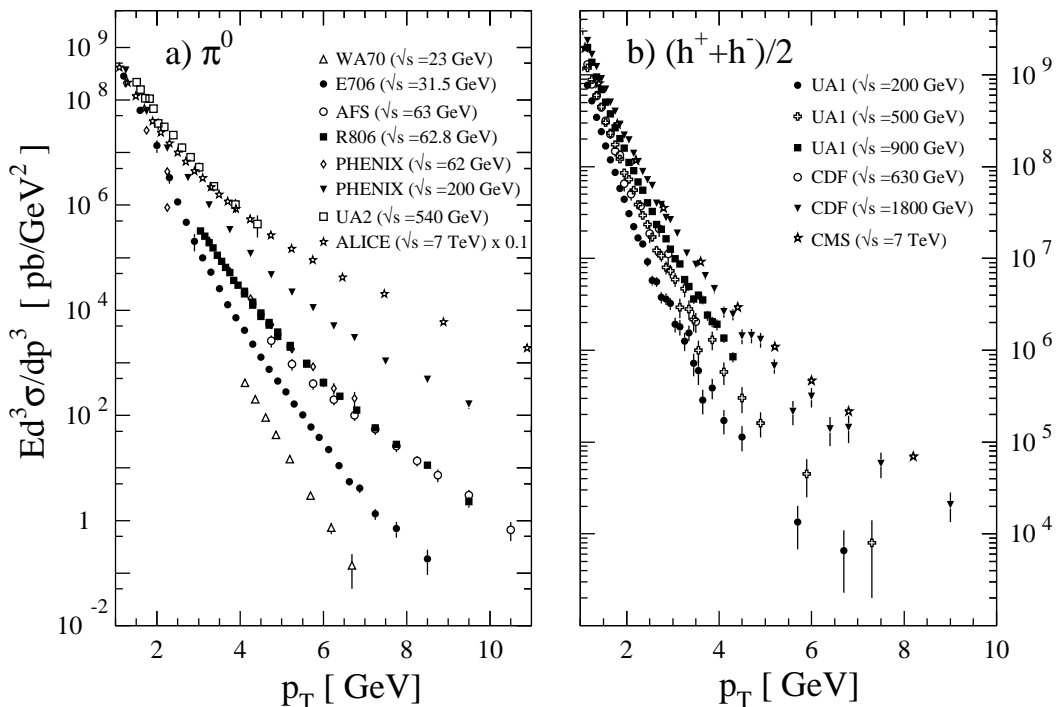 a) π⁰
WA70 (√s =23 GeV)
E706 (√s =31.5 GeV)
AFS (√s =63 GeV)
R806 (√s =62.8 GeV)
PHENIX (√s =62 GeV)
PHENIX (√s =200 GeV)
UA2 (√s =540 GeV)
ALICE (√s =7 TeV) x 0.1
10⁹
10⁸
10⁶
10⁴
10²
1
10⁻²
Ed³σ/dp³ [ pb/GeV² ]
2 4 6 8 10
p_T [ GeV]
b) (h⁺+h⁻)/2
UA1 (√s =200 GeV)
UA1 (√s =500 GeV)
UA1 (√s =900 GeV)
CDF (√s =630 GeV)
CDF (√s =1800 GeV)
CMS (√s =7 TeV)
10⁹
10⁸
10⁷
10⁶
10⁵
10⁴
2 4 6 8 10
p_T [ GeV]